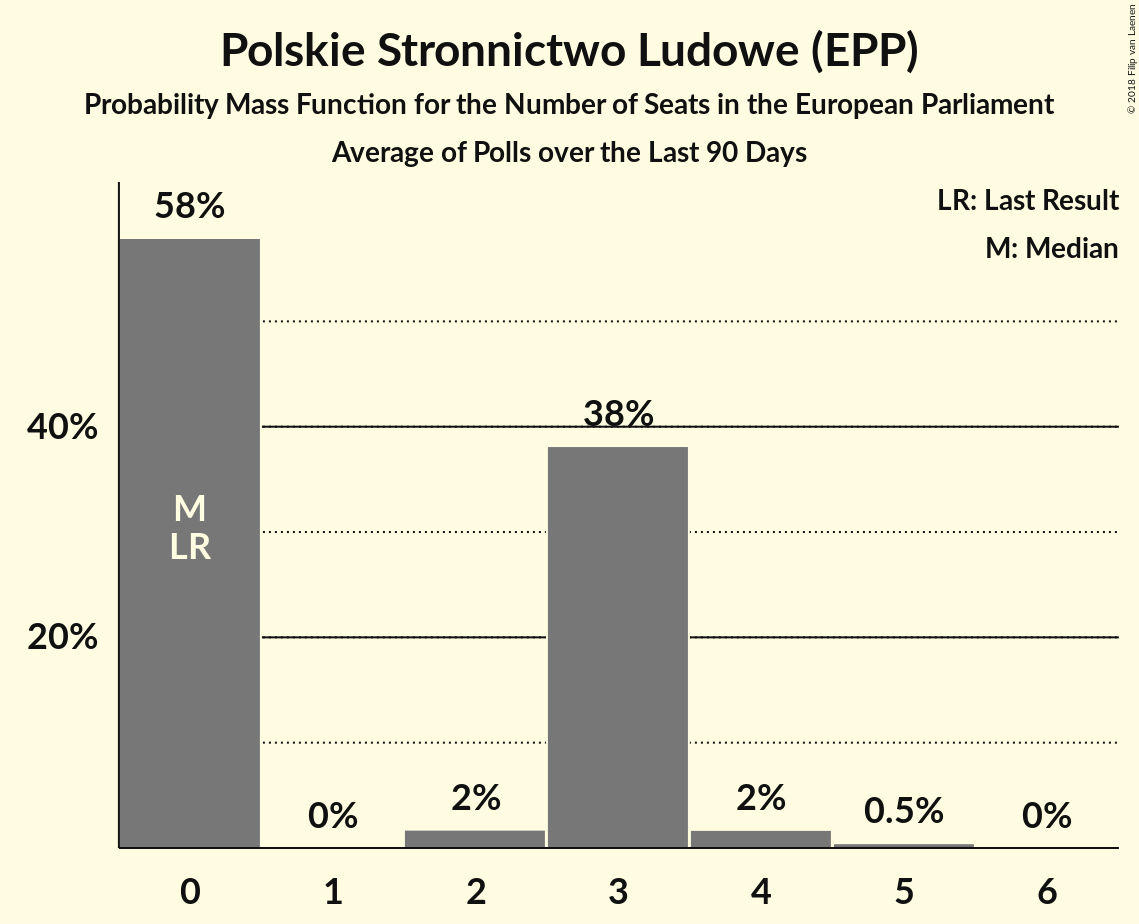 Polskie Stronnictwo Ludowe (EPP)
Probability Mass Function for the Number of Seats in the European Parliament
Average of Polls over the Last 90 Days
© 2018 Filip van Laenen
LR: Last Result
M: Median
58%
38%
40%
M
LR
20%
0%
2%
2%
0.5%
0%
0 1 2 3 4 5 6